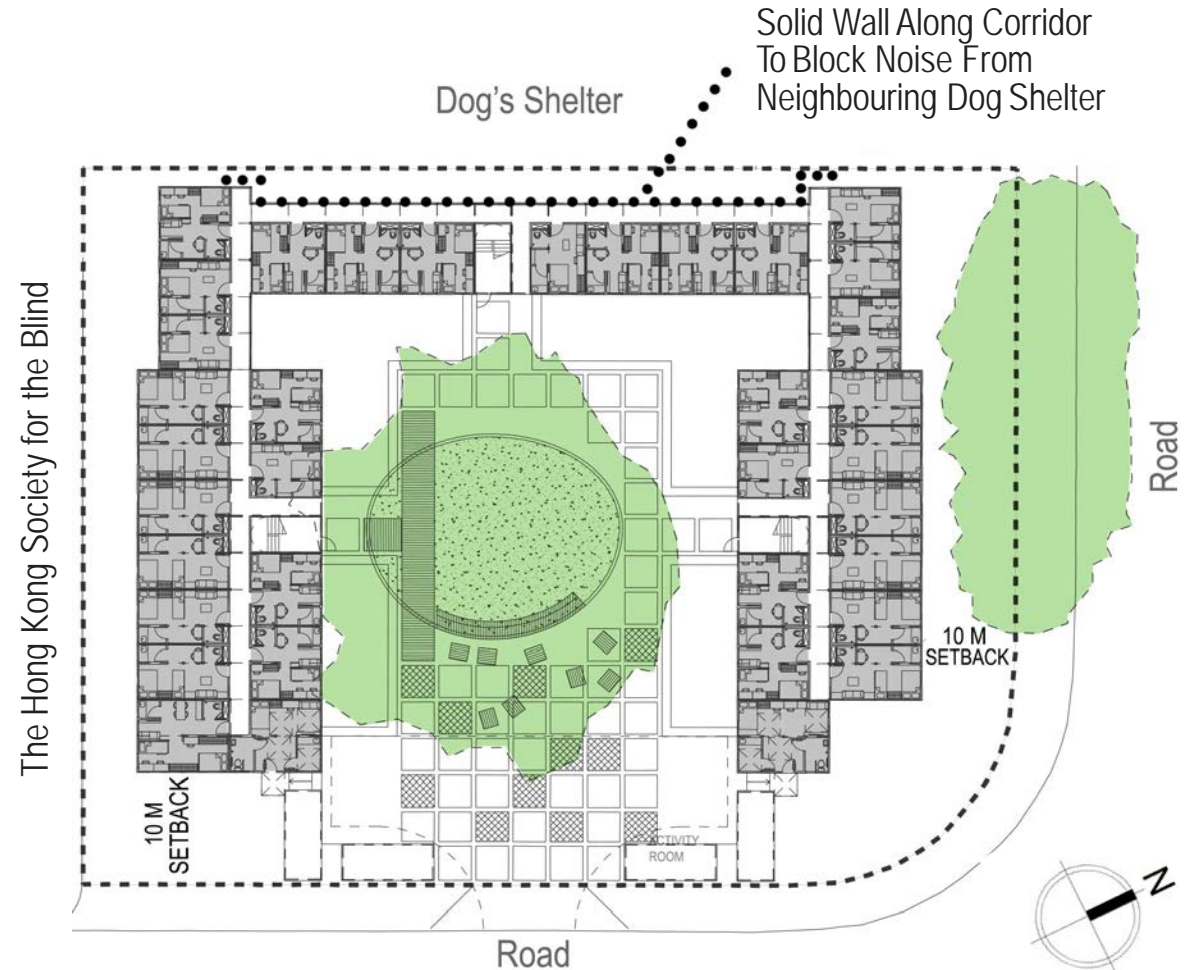 Solid Wall Along Corridor
To Block Noise From
Neighbouring Dog Shelter
Dog's Shelter
The Hong Kong Society for the Blind
Road
10 M
SETBACK
10 M
SETBACK
ACTIVITY
ROOM
Road
N